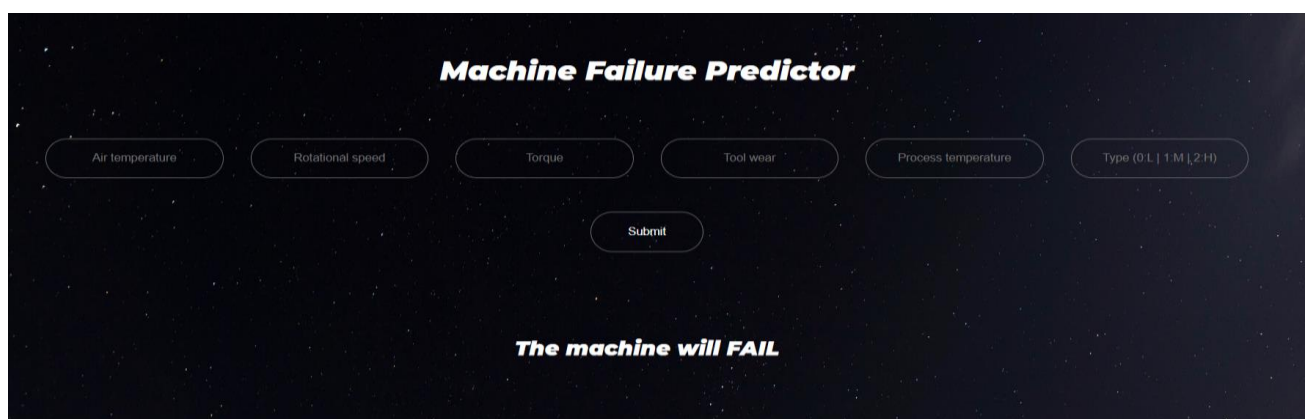 Machine Failure Predictor
Air temperature Rotational speed Torque Tool wear Process temperature Type (0:L | 1:M | 2:H)
Submit
The machine will FAIL